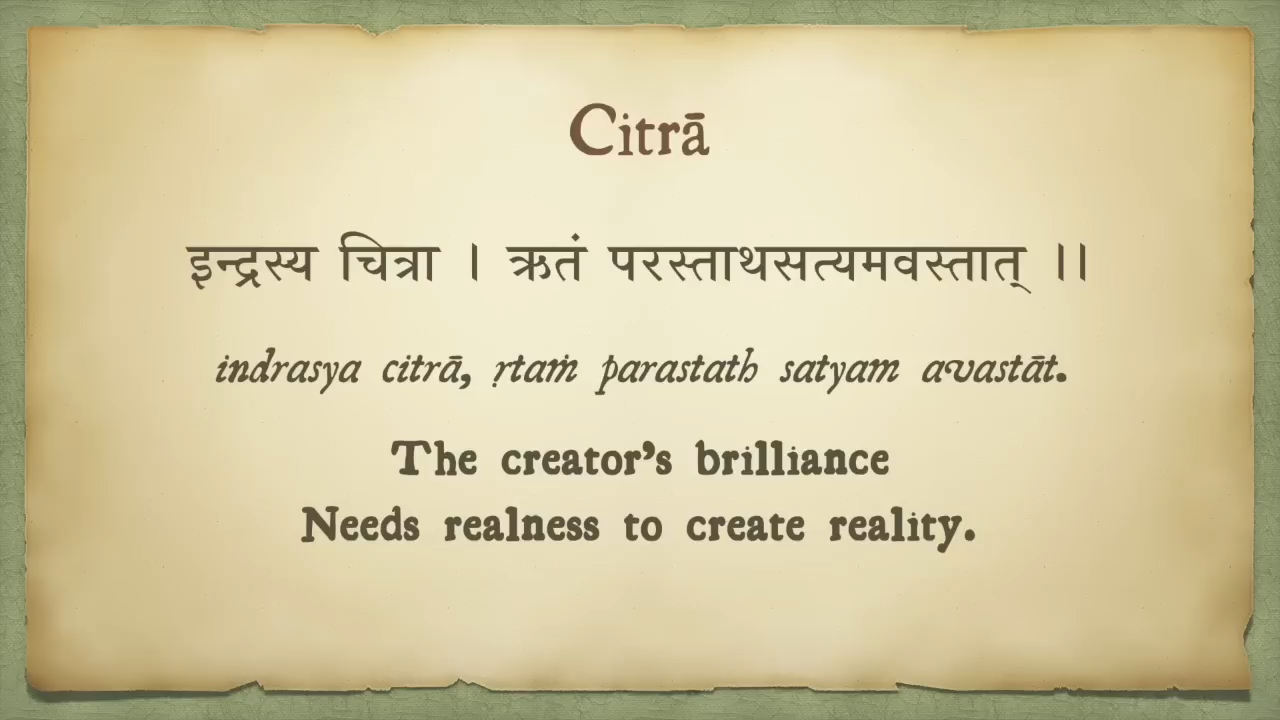 Citrā
इन्द्रस्य चित्रा । ऋतं परस्ताथसत्यमवस्तात् ।।
indrasya citrā, ṛtaṁ parastath satyam avastāt.
The creator's brilliance
Needs realness to create reality.